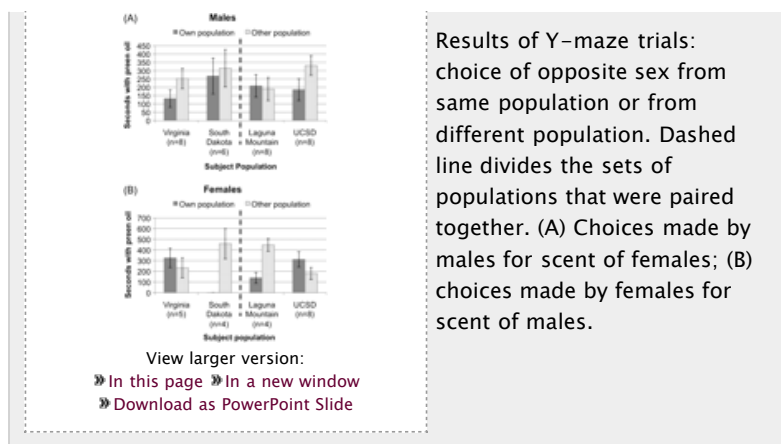 (A) Males
Own population Other population
Seconds with preen oil
450
400
350
300
250
200
150
100
50
0
Virginia (n=8)
South Dakota (n=6)
Laguna Mountain (n=8)
UCSD (n=8)
Subject Population
(B) Females
Own population Other population
Seconds with preen oil
700
600
500
400
300
200
100
0
Virginia (n=5)
South Dakota (n=4)
Laguna Mountain (n=4)
UCSD (n=8)
Subject population
View larger version:
In this page In a new window
Download as PowerPoint Slide
Results of Y-maze trials:
choice of opposite sex from
same population or from
different population. Dashed
line divides the sets of
populations that were paired
together. (A) Choices made by
males for scent of females; (B)
choices made by females for
scent of males.